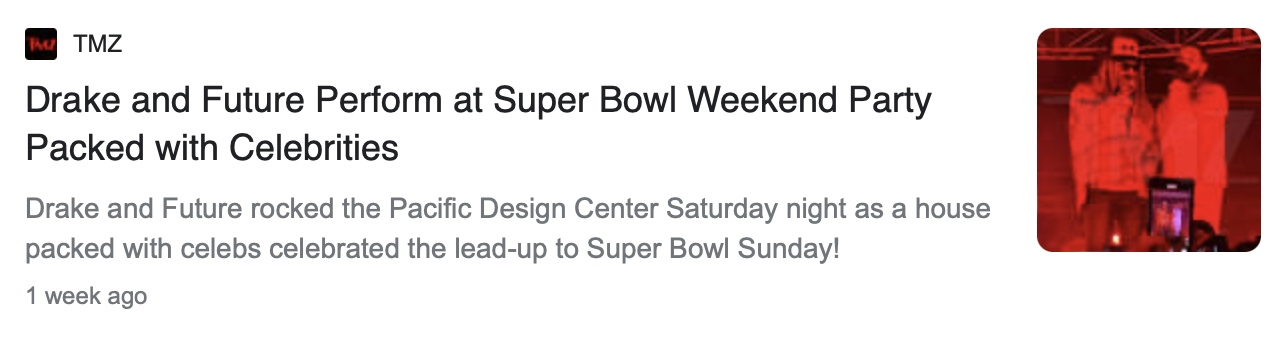 TMZ
TMZ
Drake and Future Perform at Super Bowl Weekend Party
Packed with Celebrities
Drake and Future rocked the Pacific Design Center Saturday night as a house
packed with celebs celebrated the lead-up to Super Bowl Sunday!
1 week ago